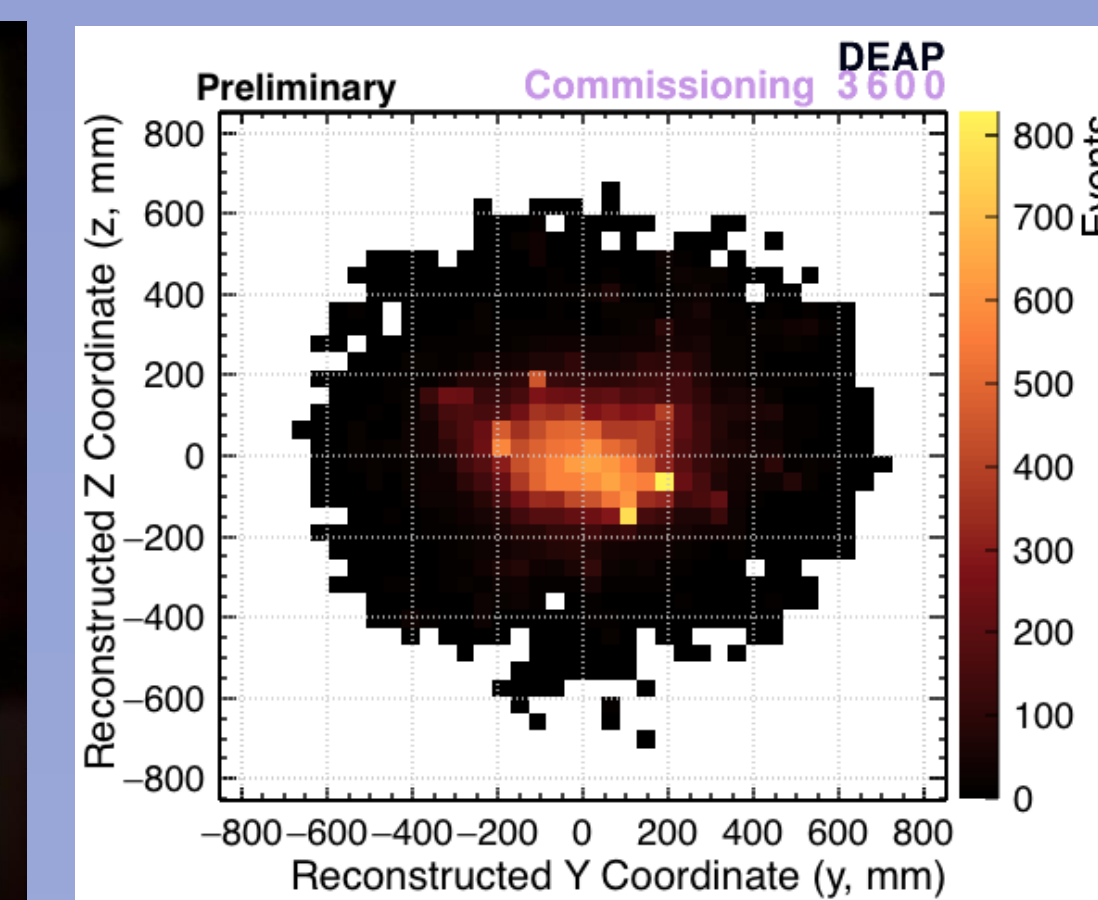 DEAP
Preliminary
Commissioning 3600
Reconstructed Z Coordinate (z, mm)
800
600
400
200
0
−200
−400
−600
−800
−800 −600 −400 −200 0 200 400 600 800
Reconstructed Y Coordinate (y, mm)
800
700
600
500
400
300
200
100
0
Events